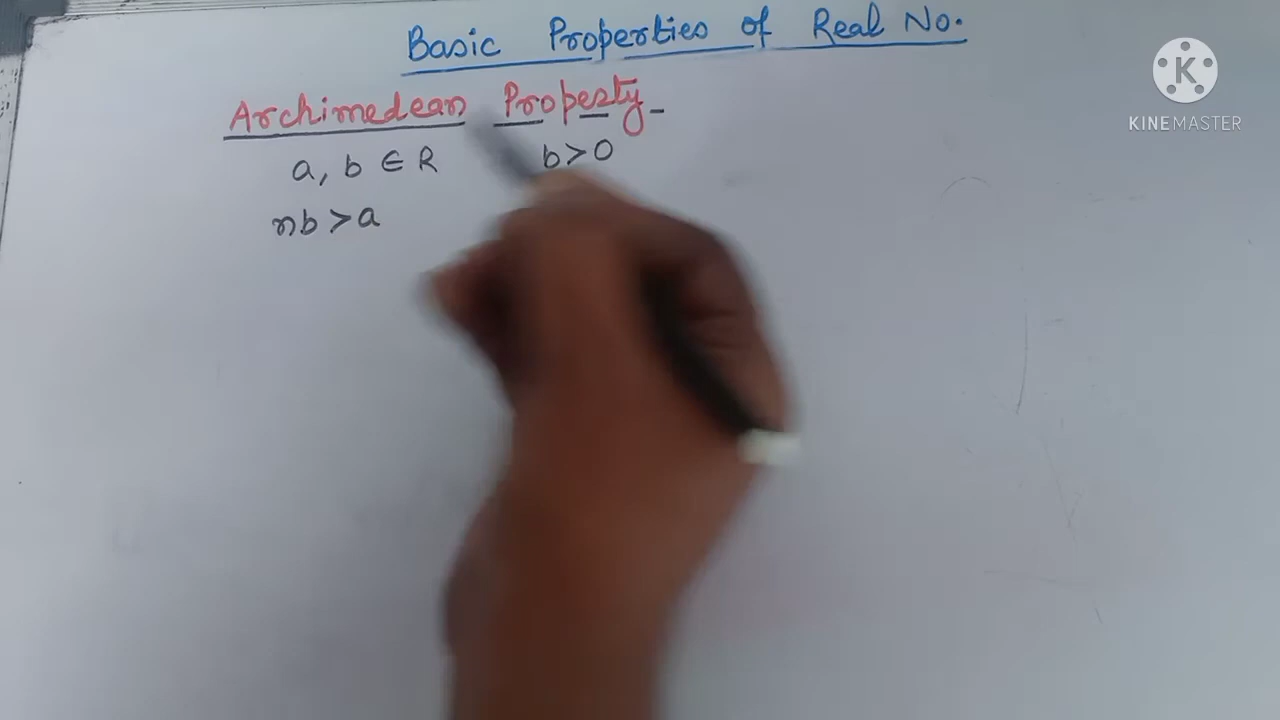 Basic Properties of Real No.
Archimedean Property -
a, b ∈ R b > 0
nb > a
KINEMASTER